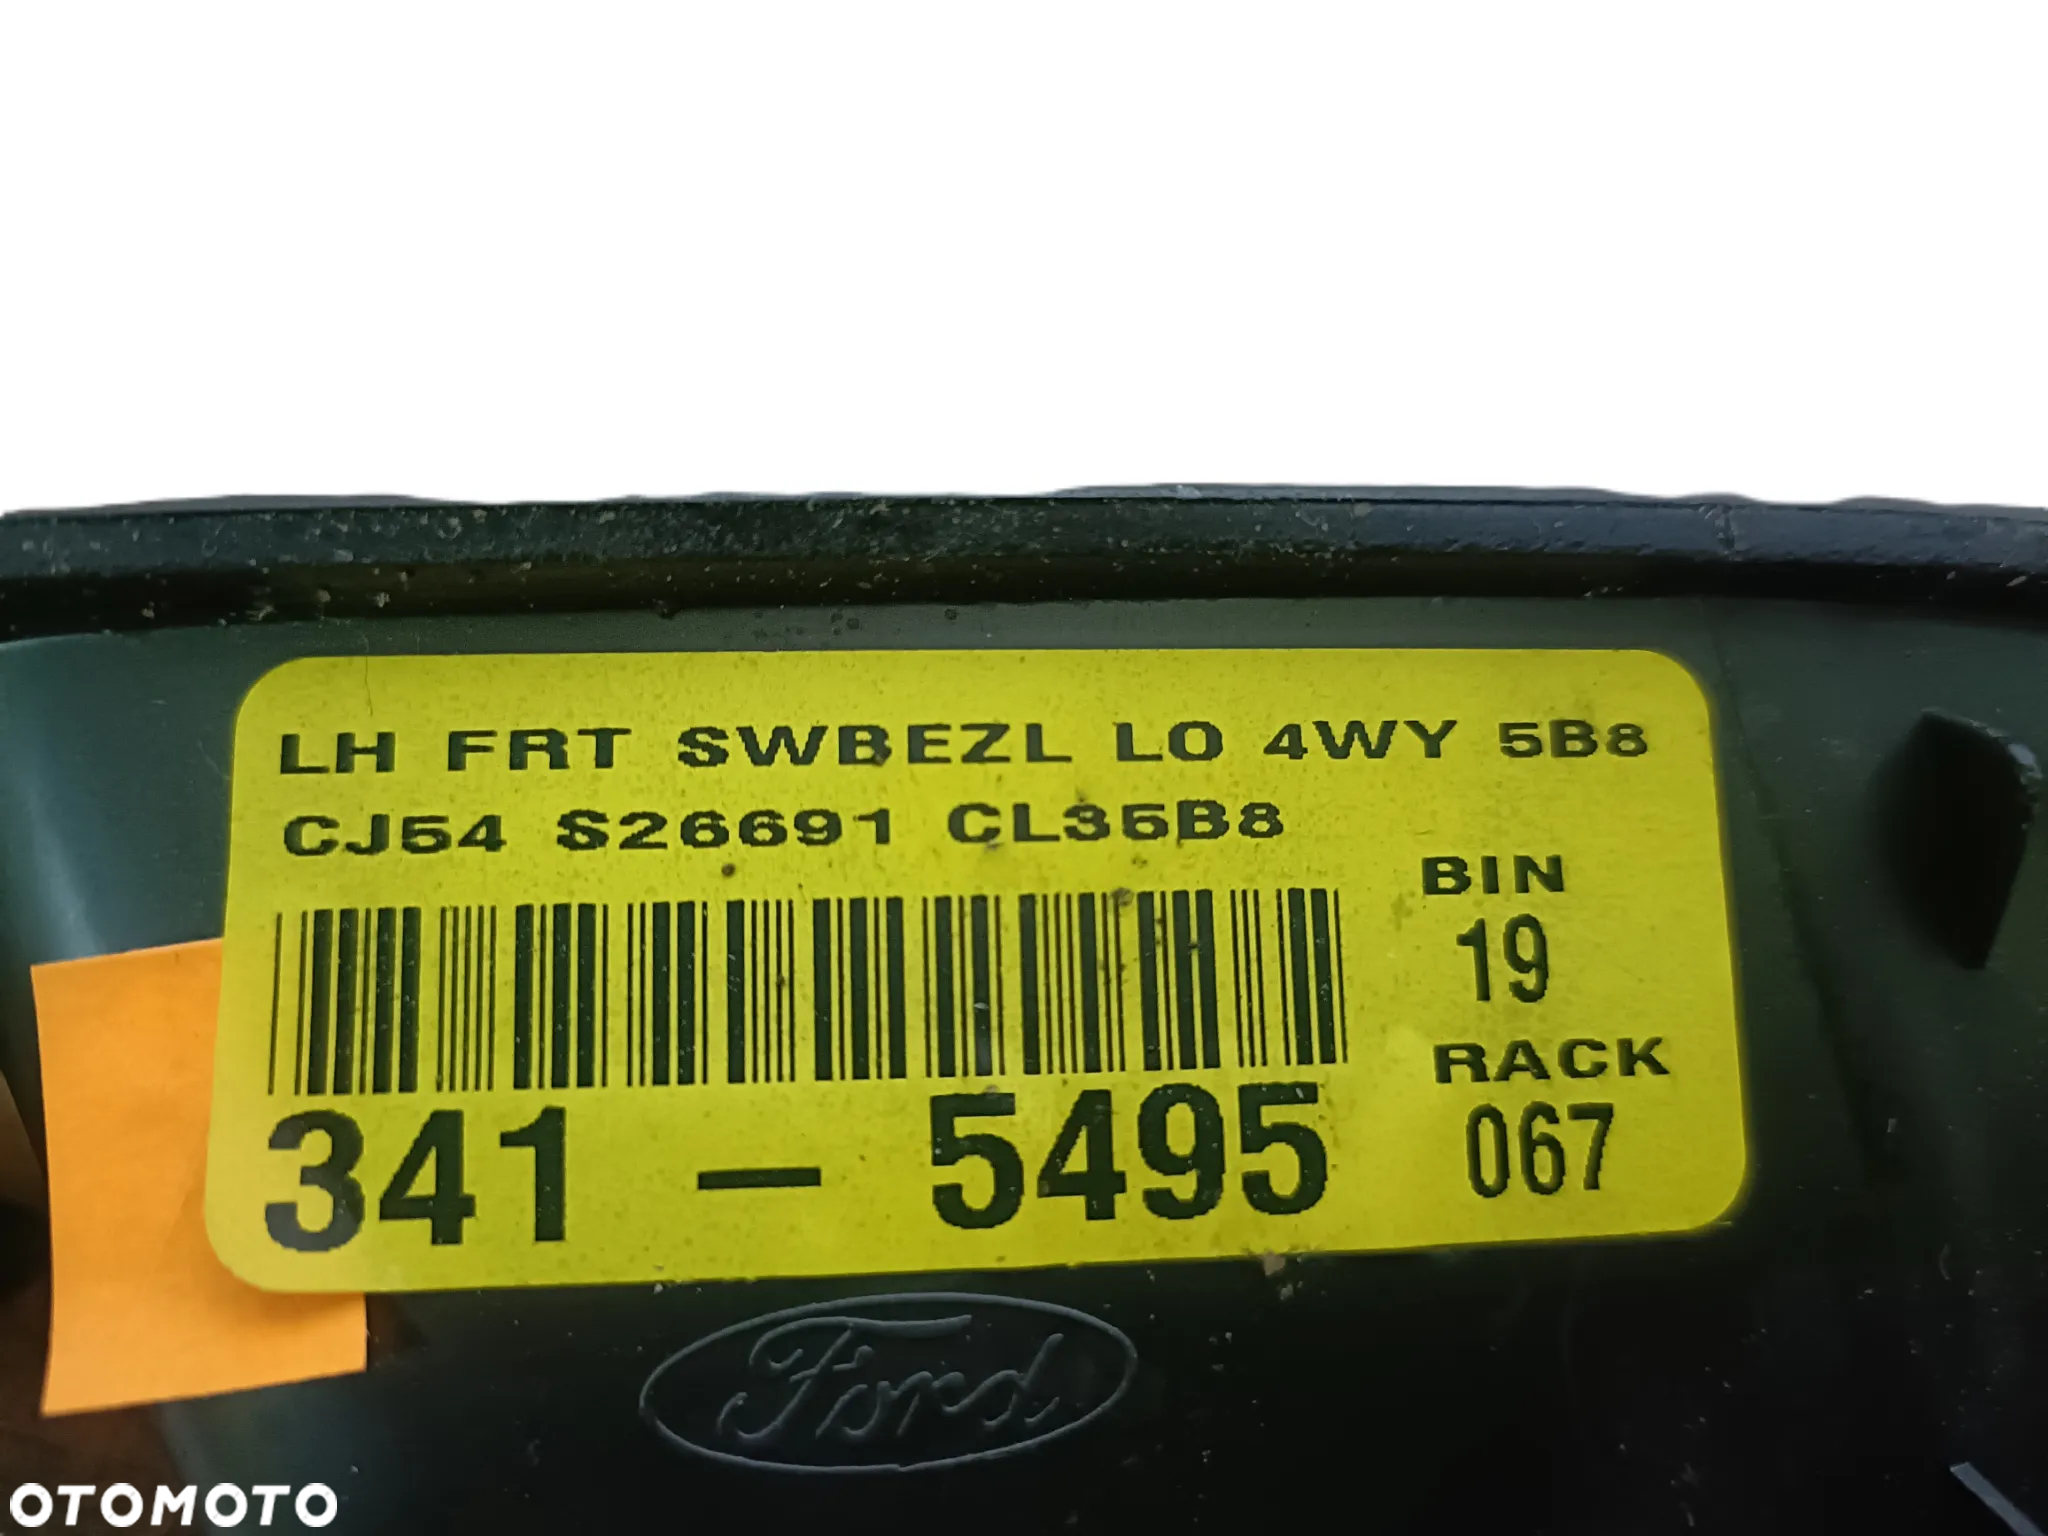 LH FRT SWBEZL LO 4WY 5B8
CJ54 S26691 CL35B8
BIN
19
RACK
067
341 - 5495
Ford
OTOMOTO